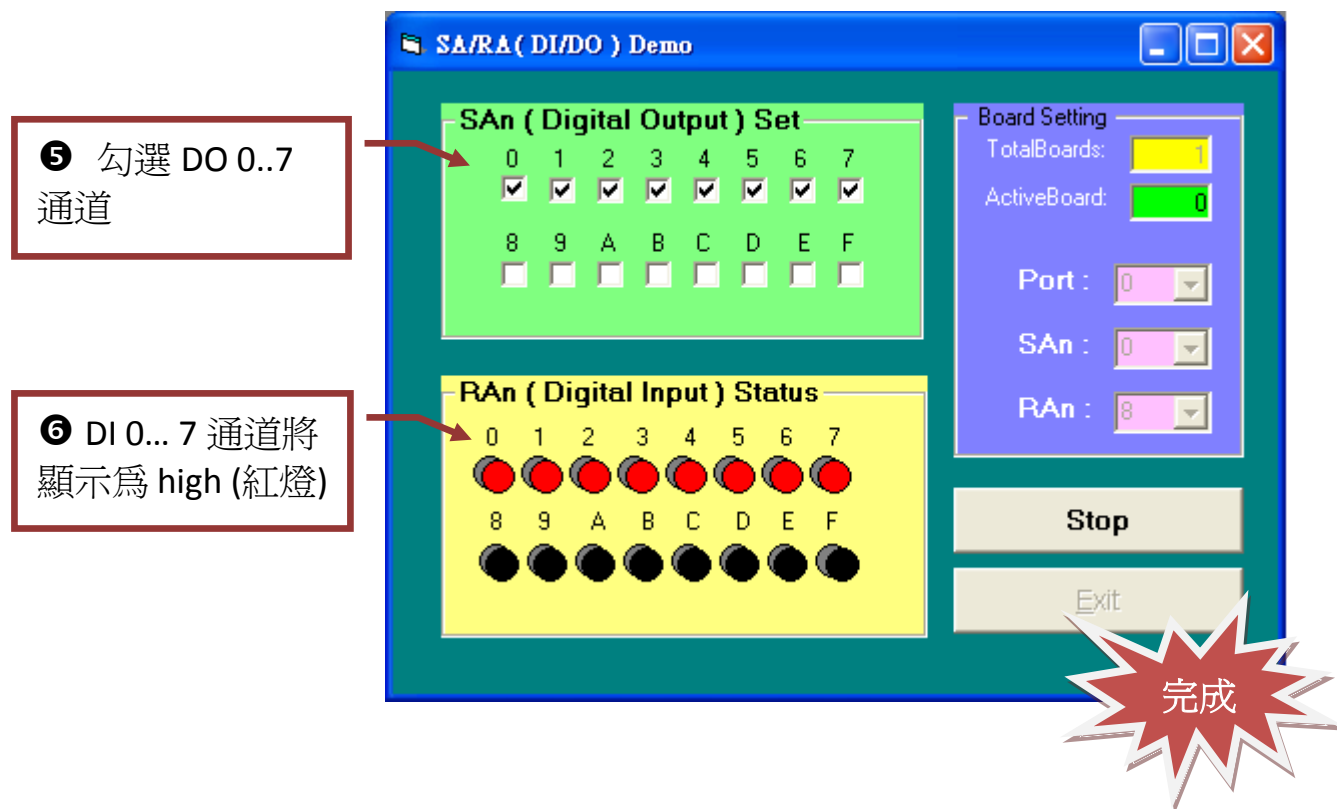 SA/RA ( DI/DO ) Demo
❺ 勾選 DO 0..7
通道
SAn ( Digital Output ) Set
0 1 2 3 4 5 6 7
8 9 A B C D E F
Board Setting
TotalBoards: 1
ActiveBoard: 0
Port : 0
SAn : 0
RAn : 8
❻ DI 0... 7 通道將
顯示爲 high (紅燈)
RAn ( Digital Input ) Status
0 1 2 3 4 5 6 7
8 9 A B C D E F
Stop
Exit
完成